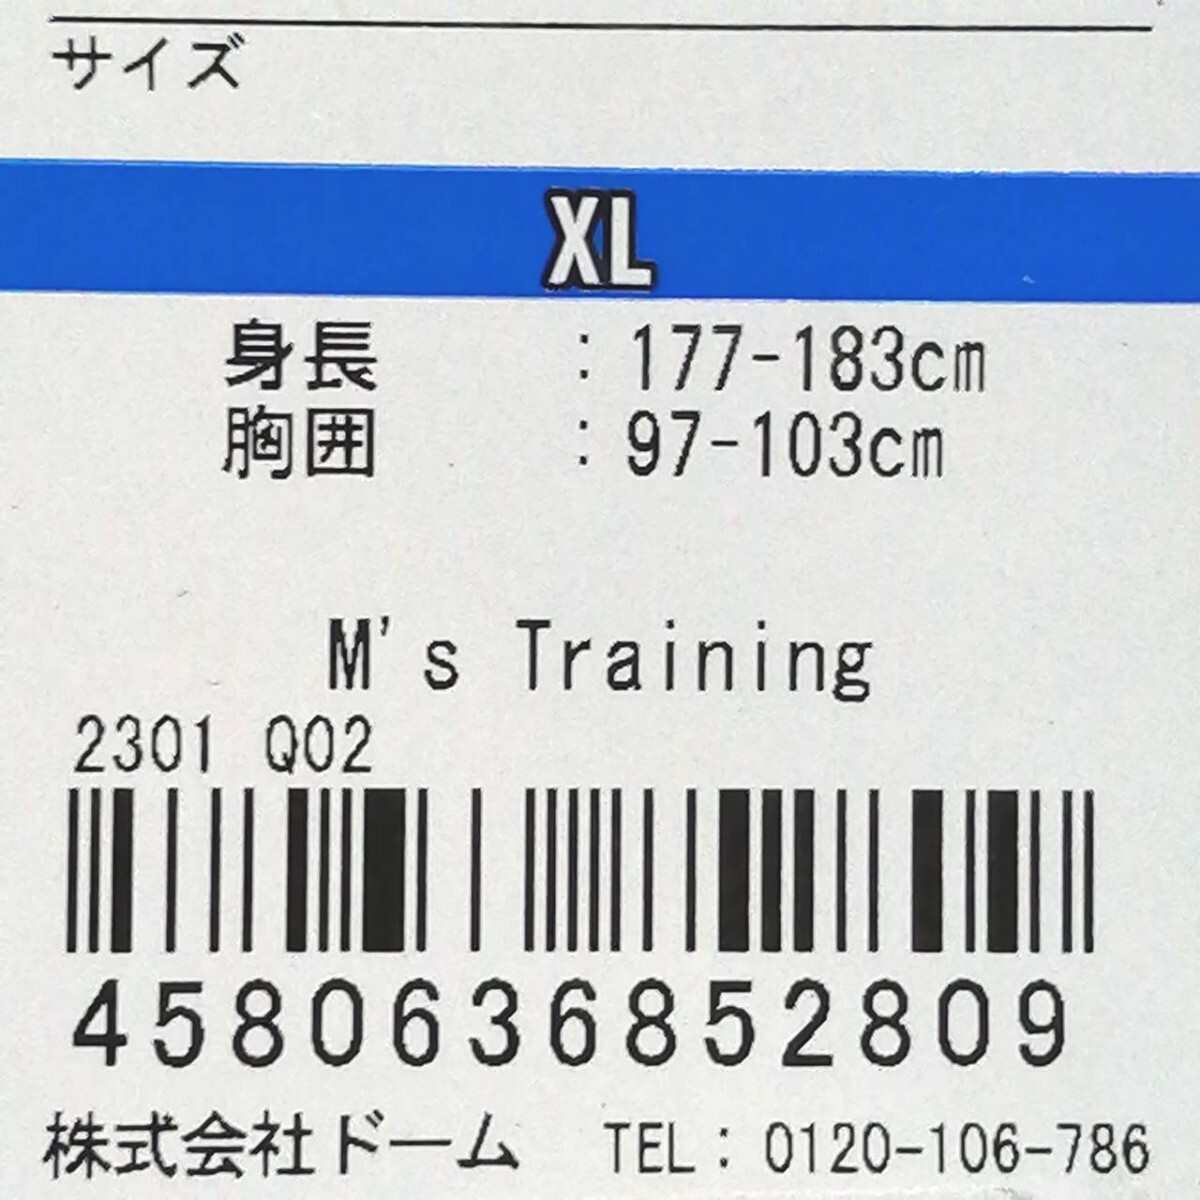 サイズ
XL
身長 : 177-183cm
胸囲 : 97-103cm
M's Training
2301 Q02
4580636852809
株式会社ドーム TEL: 0120-106-786